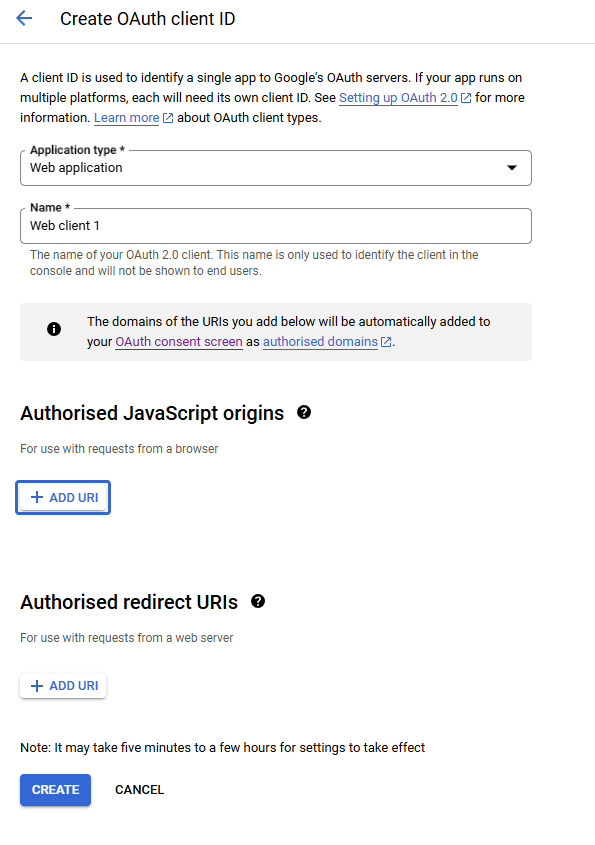 Create OAuth client ID
A client ID is used to identify a single app to Google's OAuth servers. If your app runs on
multiple platforms, each will need its own client ID. See Setting up OAuth 2.0 for more
information. Learn more about OAuth client types.
Application type *
Web application
Name *
Web client 1
The name of your OAuth 2.0 client. This name is only used to identify the client in the
console and will not be shown to end users.
The domains of the URIs you add below will be automatically added to
your OAuth consent screen as authorised domains.
Authorised JavaScript origins
For use with requests from a browser
+ ADD URI
Authorised redirect URIs
For use with requests from a web server
+ ADD URI
Note: It may take five minutes to a few hours for settings to take effect
CREATE CANCEL